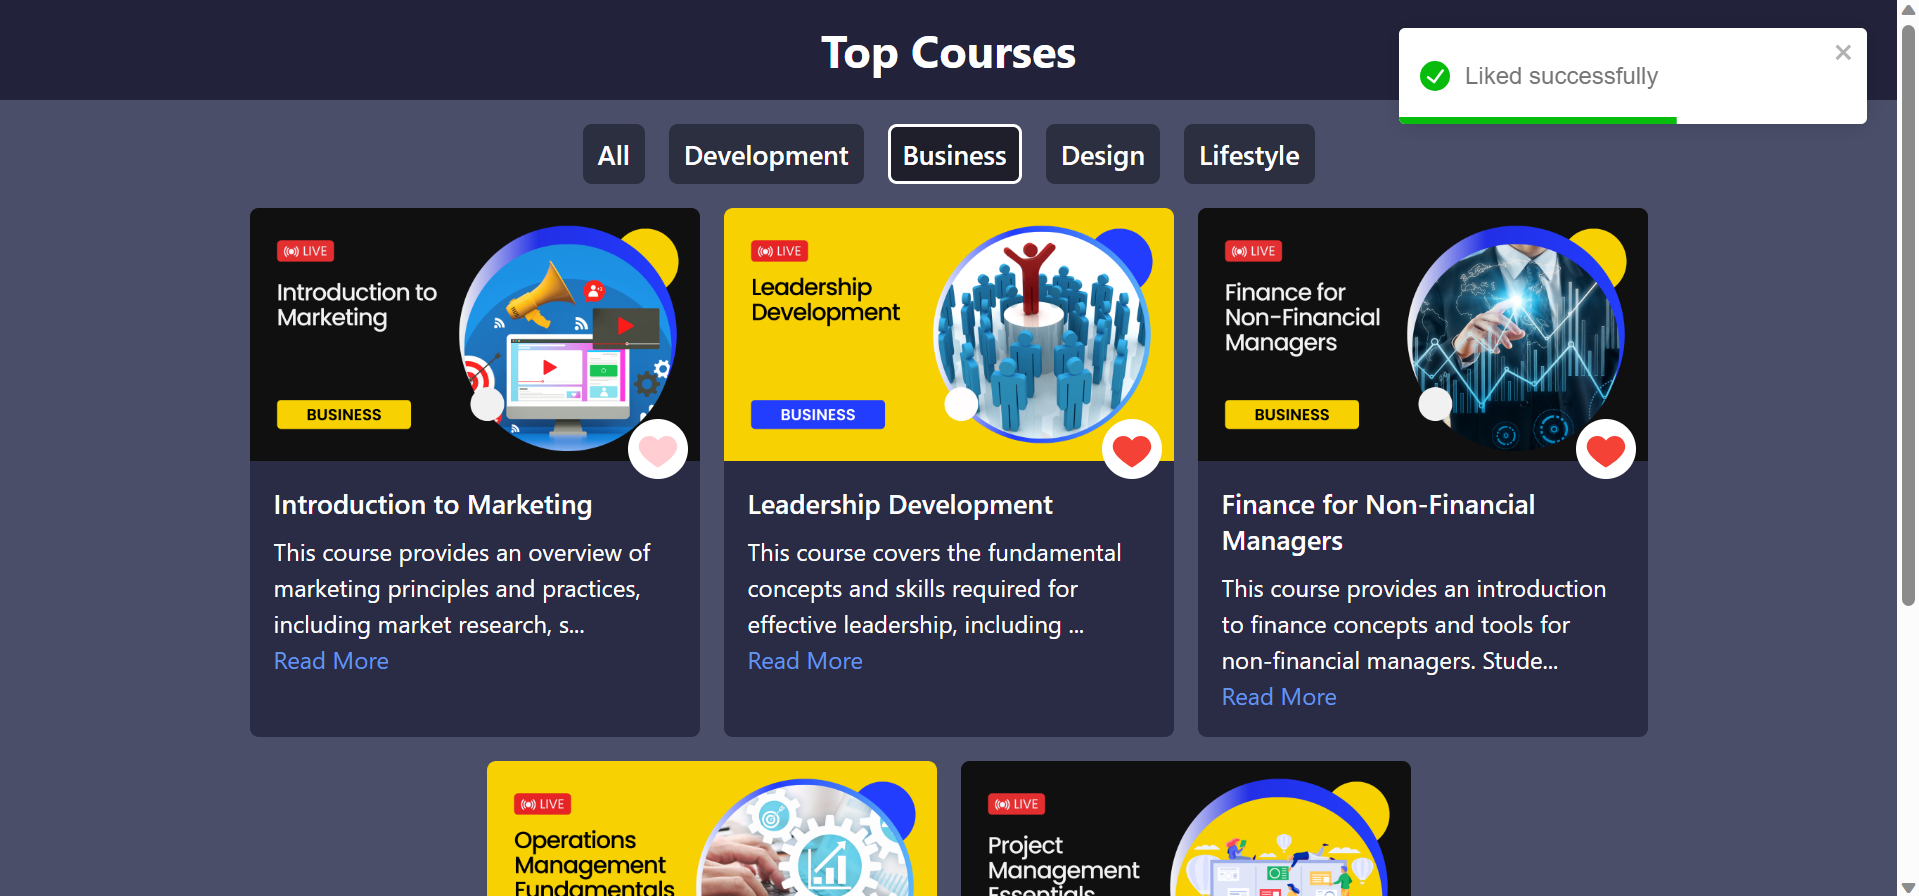 Top Courses
Liked successfully
All
Development
Business
Design
Lifestyle
LIVE
Introduction to
Marketing
BUSINESS
LIVE
Leadership
Development
BUSINESS
LIVE
Finance for
Non-Financial
Managers
BUSINESS
Introduction to Marketing
This course provides an overview of
marketing principles and practices,
including market research, s...
Read More
Leadership Development
This course covers the fundamental
concepts and skills required for
effective leadership, including ...
Read More
Finance for Non-Financial
Managers
This course provides an introduction
to finance concepts and tools for
non-financial managers. Stude...
Read More
LIVE
Operations
Management
Fundamentals
LIVE
Project
Management
Essentials